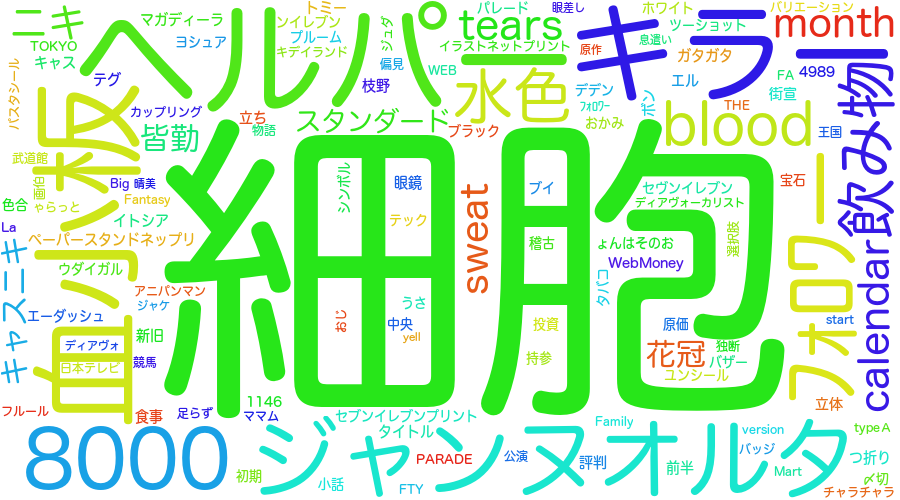 ニキ
マガディーラ
トミー
パレード
眼差し
ホワイト
バリエーション
TOKYO
キャス
ヨシュア
ンイレブン
プルーム
キデイランド
ジュダ
ヘルパー
tears
原作
息遣い
ツーショット
キラー
month
イラストネットプリント
偏見
WEB
水色
ガタガタ
エル
FA
街宣
4989
バスタシール
テグ
枝野
デデン
フォロワー
ポン
小板
カップリング
立ち
物語
スタンダード
ブラック
おかみ
blood
THE
王国
飲み物
皆勤
武道館
画伯
Big
晴美
Fantasy
ゃらっと
色合
イトシア
La
ペーパースタンドネップリ
ウダイガル
アニパンマン
ジャケ
キャスニキ
エーダッシュ
新旧
ディアヴォ
日本テレビ
競馬
血
細胞
シンボル
眼鏡
テック
おじ
うさ
中央
yell
sweat
ブイ
稽古
投資
持参
セヴンイレブン
ディアヴォーカリスト
ょんはそのお
WebMoney
タバコ
選択肢
原価
花冠
独断
バザー
ユンシール
宝石
フォロワー
calendar
start
立体
フルール
食事
足らず
1146
ママム
セブンイレブンプリント
タイトル
8000
初期
小話
FTY
PARADE
公演
ジャンヌオルタ
評判
Family
前半
version
バッジ
Mart
typeA
つ折り
〆切
チャラチャラ